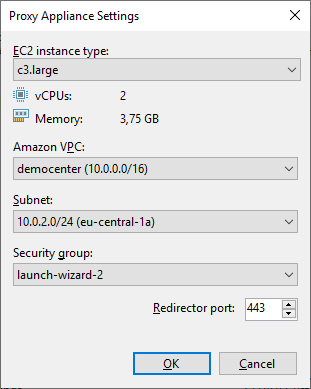 Proxy Appliance Settings
EC2 instance type:
c3.large
vCPUs: 2
Memory: 3,75 GB
Amazon VPC:
democenter (10.0.0.0/16)
Subnet:
10.0.2.0/24 (eu-central-1a)
Security group:
launch-wizard-2
Redirector port: 443
OK Cancel